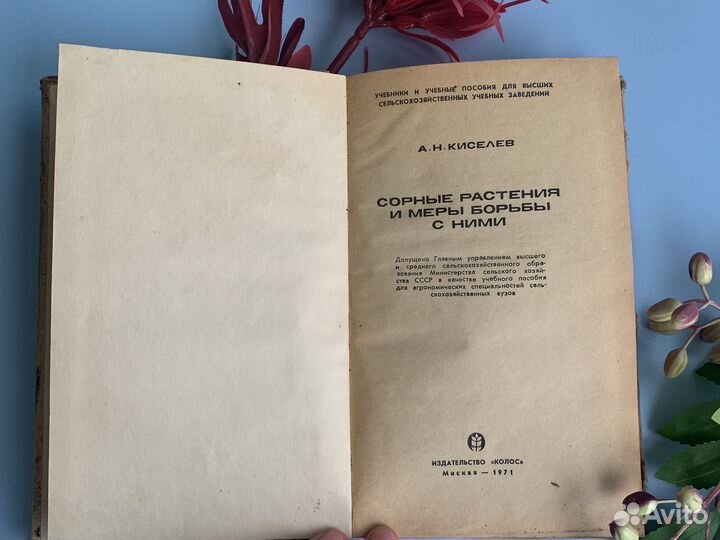 УЧЕБНИКИ И УЧЕБНЫЕ ПОСОБИЯ ДЛЯ ВЫСШИХ
СЕЛЬСКОХОЗЯЙСТВЕННЫХ УЧЕБНЫХ ЗАВЕДЕНИЙ
А.Н.КИСЕЛЕВ
СОРНЫЕ РАСТЕНИЯ
И МЕРЫ БОРЬБЫ
С НИМИ
Допущено Главным управлением высшего
и среднего сельскохозяйственного обра-
зования Министерства сельского хозяй-
ства СССР в качестве учебного пособия
для агрономических специальностей сель-
скохозяйственных вузов
ИЗДАТЕЛЬСТВО «КОЛОС»
Москва — 1971
Avito